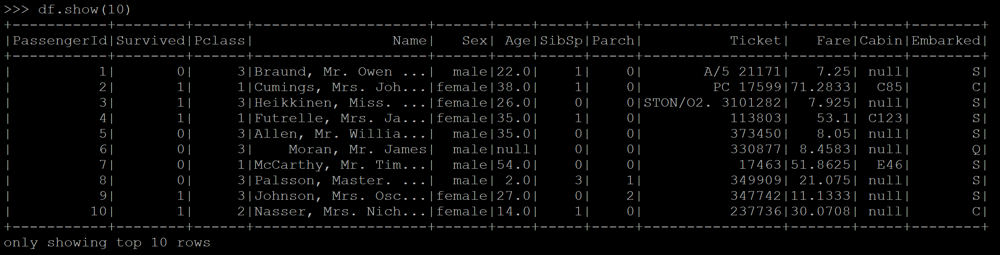 >>> df.show(10)
+-----------+--------+------+--------------------+------+----+-----+-----+----------------+-------+-----+--------+
|PassengerId|Survived|Pclass|                Name|   Sex| Age|SibSp|Parch|          Ticket|   Fare|Cabin|Embarked|
+-----------+--------+------+--------------------+------+----+-----+-----+----------------+-------+-----+--------+
|          1|       0|     3|Braund, Mr. Owen ...|  male|22.0|    1|    0|       A/5 21171|   7.25| null|       S|
|          2|       1|     1|Cumings, Mrs. Joh...|female|38.0|    1|    0|        PC 17599|71.2833|  C85|       C|
|          3|       1|     3|Heikkinen, Miss. ...|female|26.0|    0|    0|STON/O2. 3101282|  7.925| null|       S|
|          4|       1|     1|Futrelle, Mrs. Ja...|female|35.0|    1|    0|          113803|   53.1| C123|       S|
|          5|       0|     3|Allen, Mr. Willia...|  male|35.0|    0|    0|          373450|   8.05| null|       S|
|          6|       0|     3|    Moran, Mr. James|  male|null|    0|    0|          330877| 8.4583| null|       Q|
|          7|       0|     1|McCarthy, Mr. Tim...|  male|54.0|    0|    0|           17463|51.8625|  E46|       S|
|          8|       0|     3|Palsson, Master. ...|  male| 2.0|    3|    1|          349909| 21.075| null|       S|
|          9|       1|     3|Johnson, Mrs. Osc...|female|27.0|    0|    2|          347742|11.1333| null|       S|
|         10|       1|     2|Nasser, Mrs. Nich...|female|14.0|    1|    0|          237736|30.0708| null|       C|
+-----------+--------+------+--------------------+------+----+-----+-----+----------------+-------+-----+--------+
only showing top 10 rows